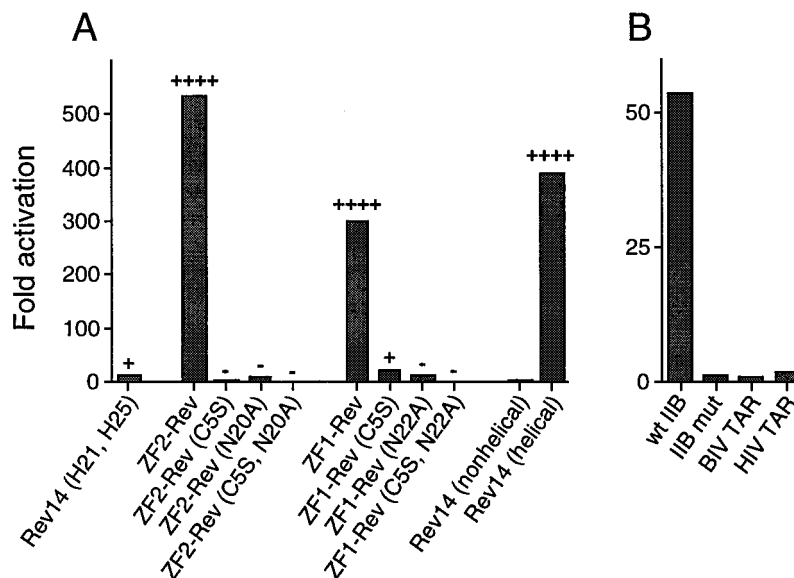 A
B
Fold activation
500
400
300
200
100
0
+
++++
-
-
-
++++
+
-
-
++++
Rev14 (H21, H25)
ZF2-Rev
ZF2-Rev (C5S)
ZF2-Rev (N20A)
ZF2-Rev (C5S, N20A)
ZF1-Rev
ZF1-Rev (C5S)
ZF1-Rev (N22A)
ZF1-Rev (C5S, N22A)
Rev14 (nonhelical)
Rev14 (helical)
50
25
0
wt IIB
IIB mut
BIV TAR
HIV TAR